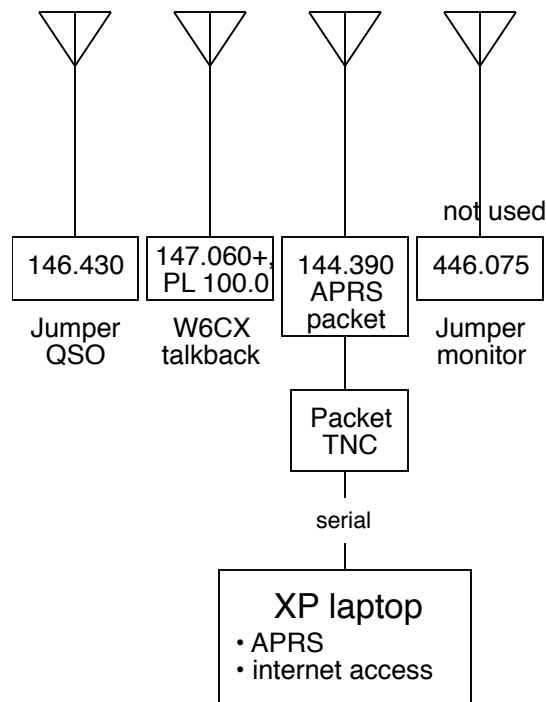 not used
146.430
147.060+,
PL 100.0
144.390
APRS
packet
446.075
Jumper
QSO
W6CX
talkback
Jumper
monitor
Packet
TNC
serial
XP laptop
• APRS
• internet access